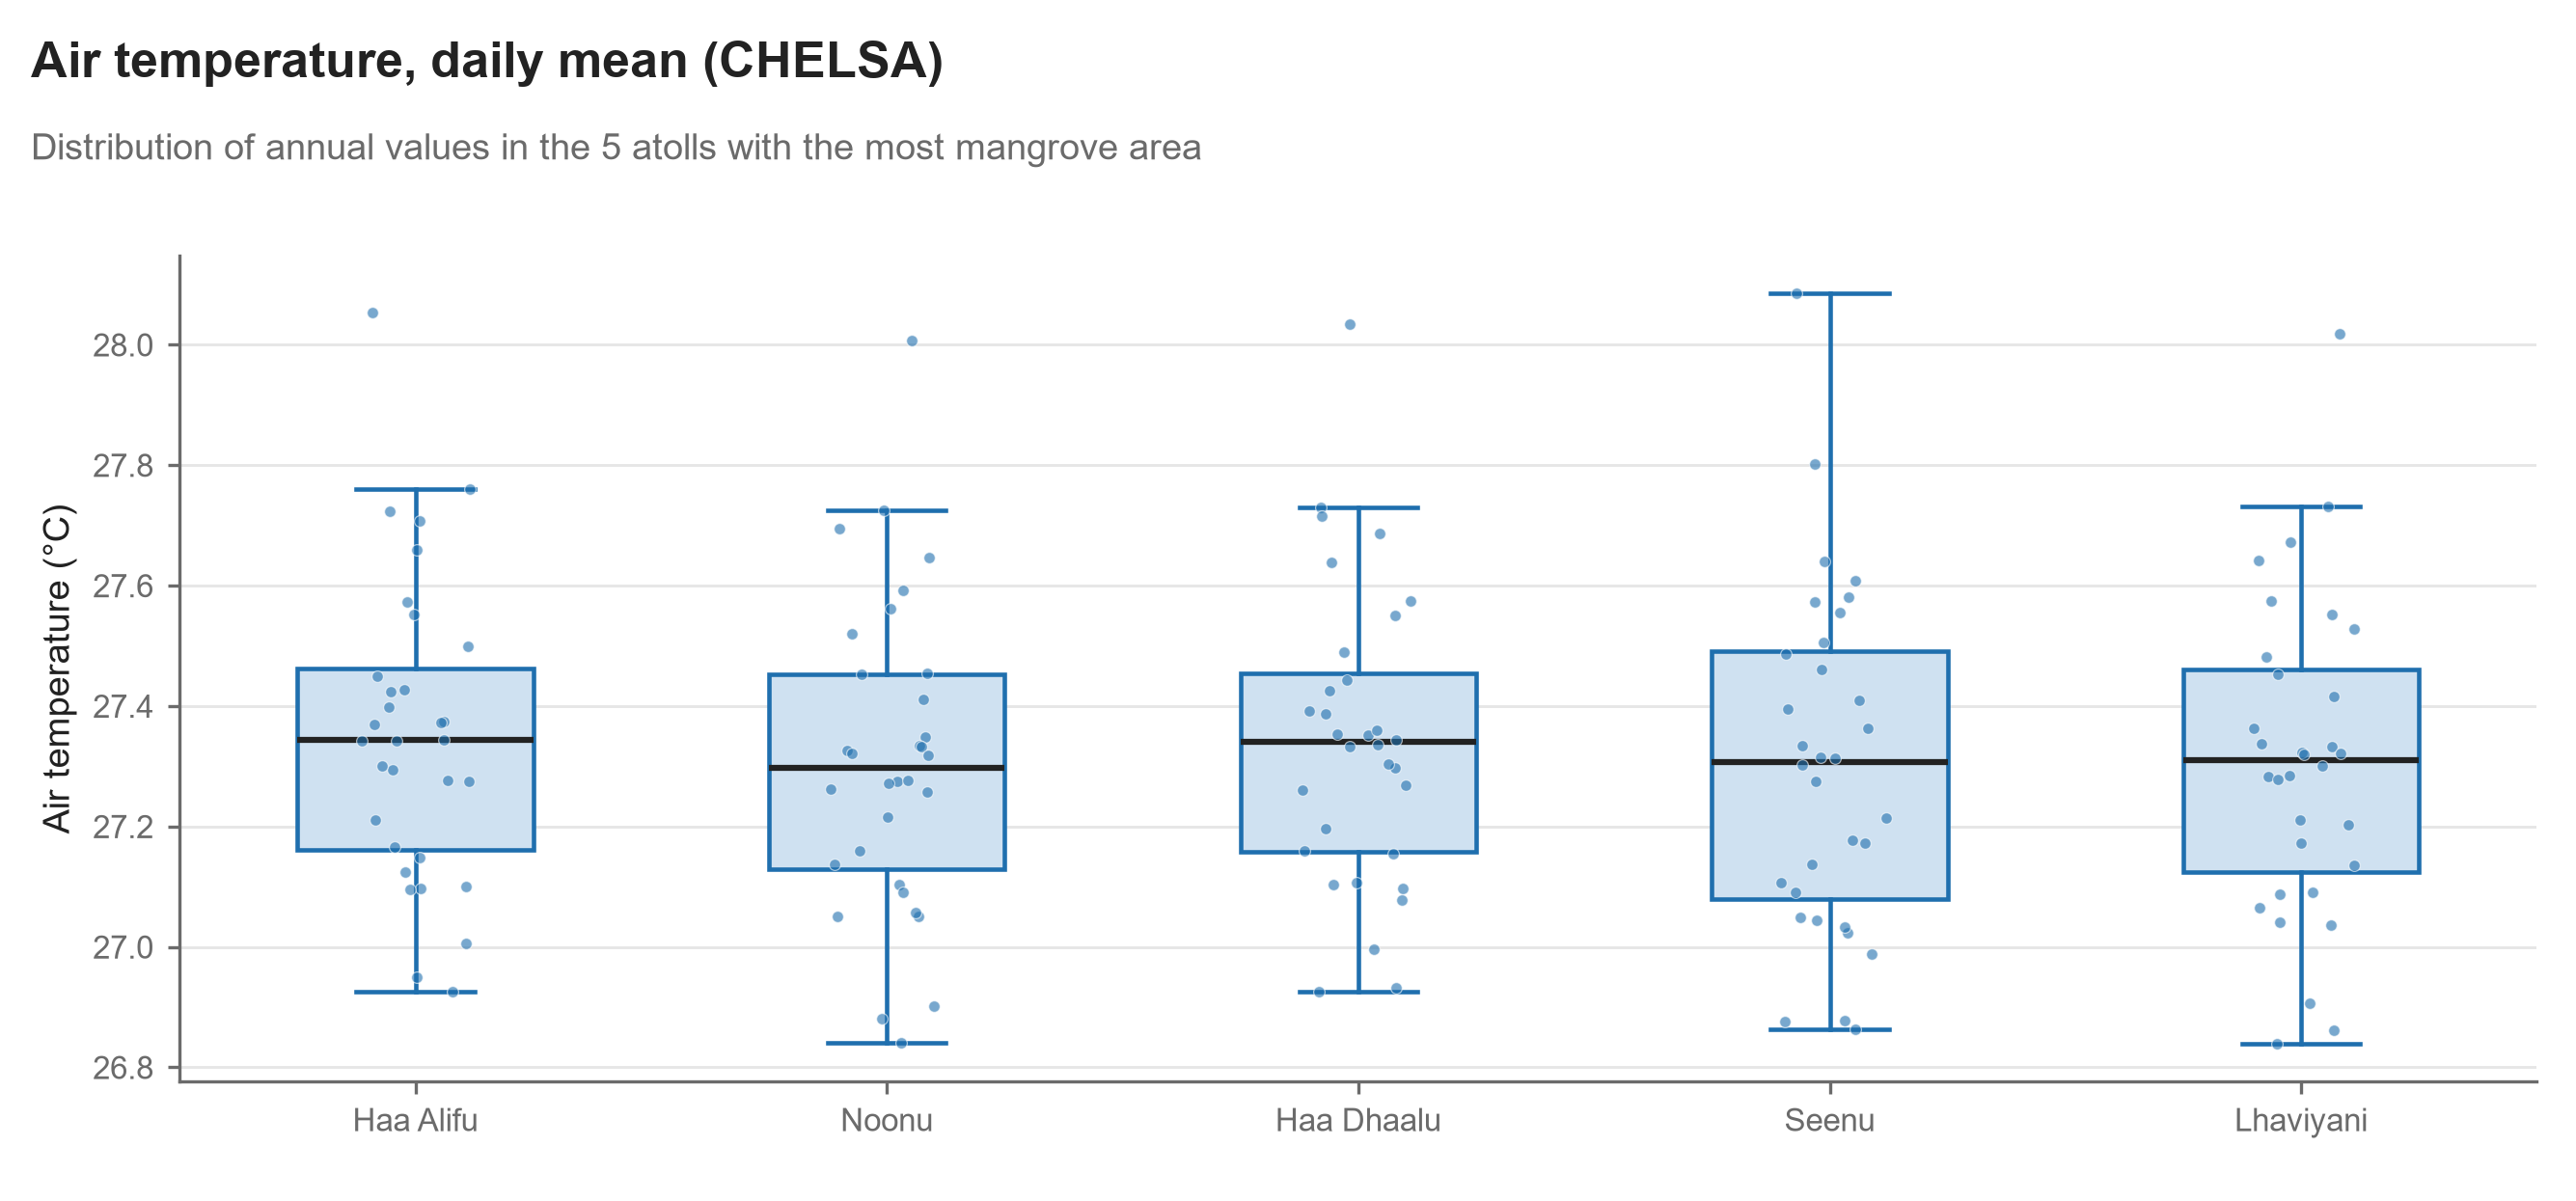 Air temperature, daily mean (CHELSA)
Distribution of annual values in the 5 atolls with the most mangrove area
Air temperature (°C)
28.0
27.8
27.6
27.4
27.2
27.0
26.8
Haa Alifu
Noonu
Haa Dhaalu
Seenu
Lhaviyani